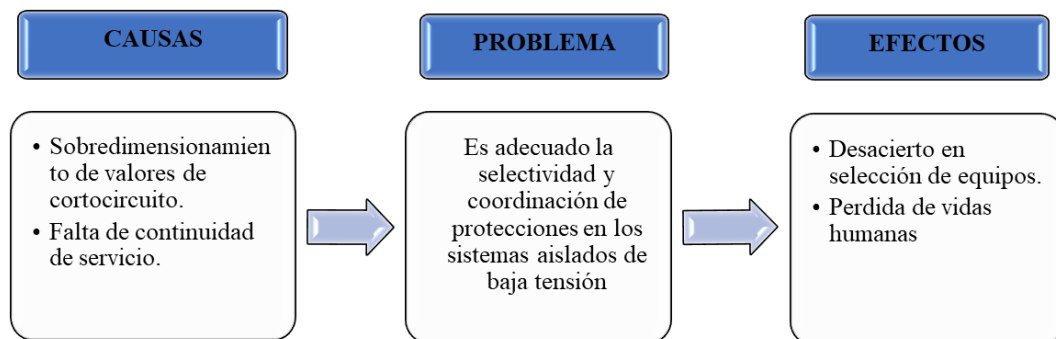 CAUSAS
• Sobredimensionamien
to de valores de
cortocircuito.
• Falta de continuidad
de servicio.
PROBLEMA
Es adecuado la
selectividad y
coordinación de
protecciones en los
sistemas aislados de
baja tensión
EFECTOS
• Desacierto en
selección de equipos.
• Perdida de vidas
humanas